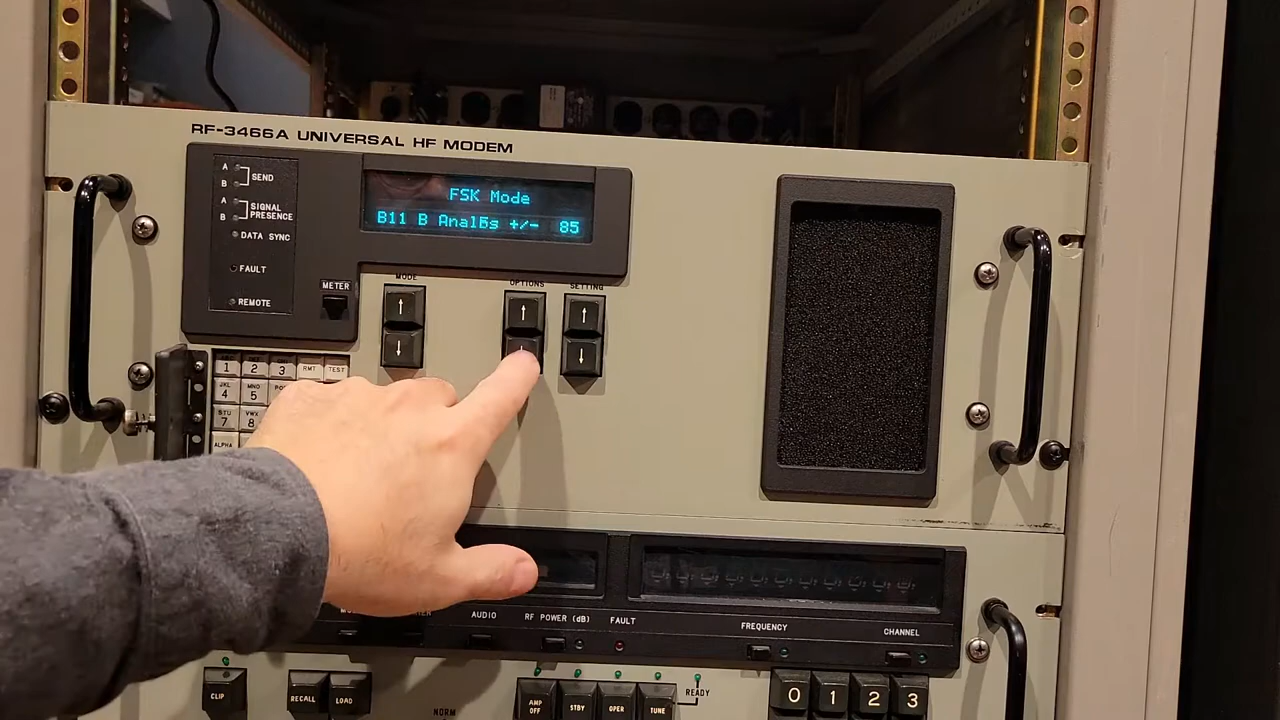 RF-3466A UNIVERSAL HF MODEM
A
B
SEND
A
B
SIGNAL PRESENCE
DATA SYNC
FAULT
REMOTE
METER
FSK Mode
B11 B Analog +/- 85
MODE
↑
↓
OPTIONS
↑
SETTING
↑
↓
1 2 3 RMT TEST
JKL 4 MNO 5
STU 7 8
ALPHA
AUDIO
RF POWER (dB)
FAULT
FREQUENCY
CHANNEL
CLIP
RECALL
LOAD
NORM
AMP OFF
STBY
OPER
TUNE
READY
0 1 2 3